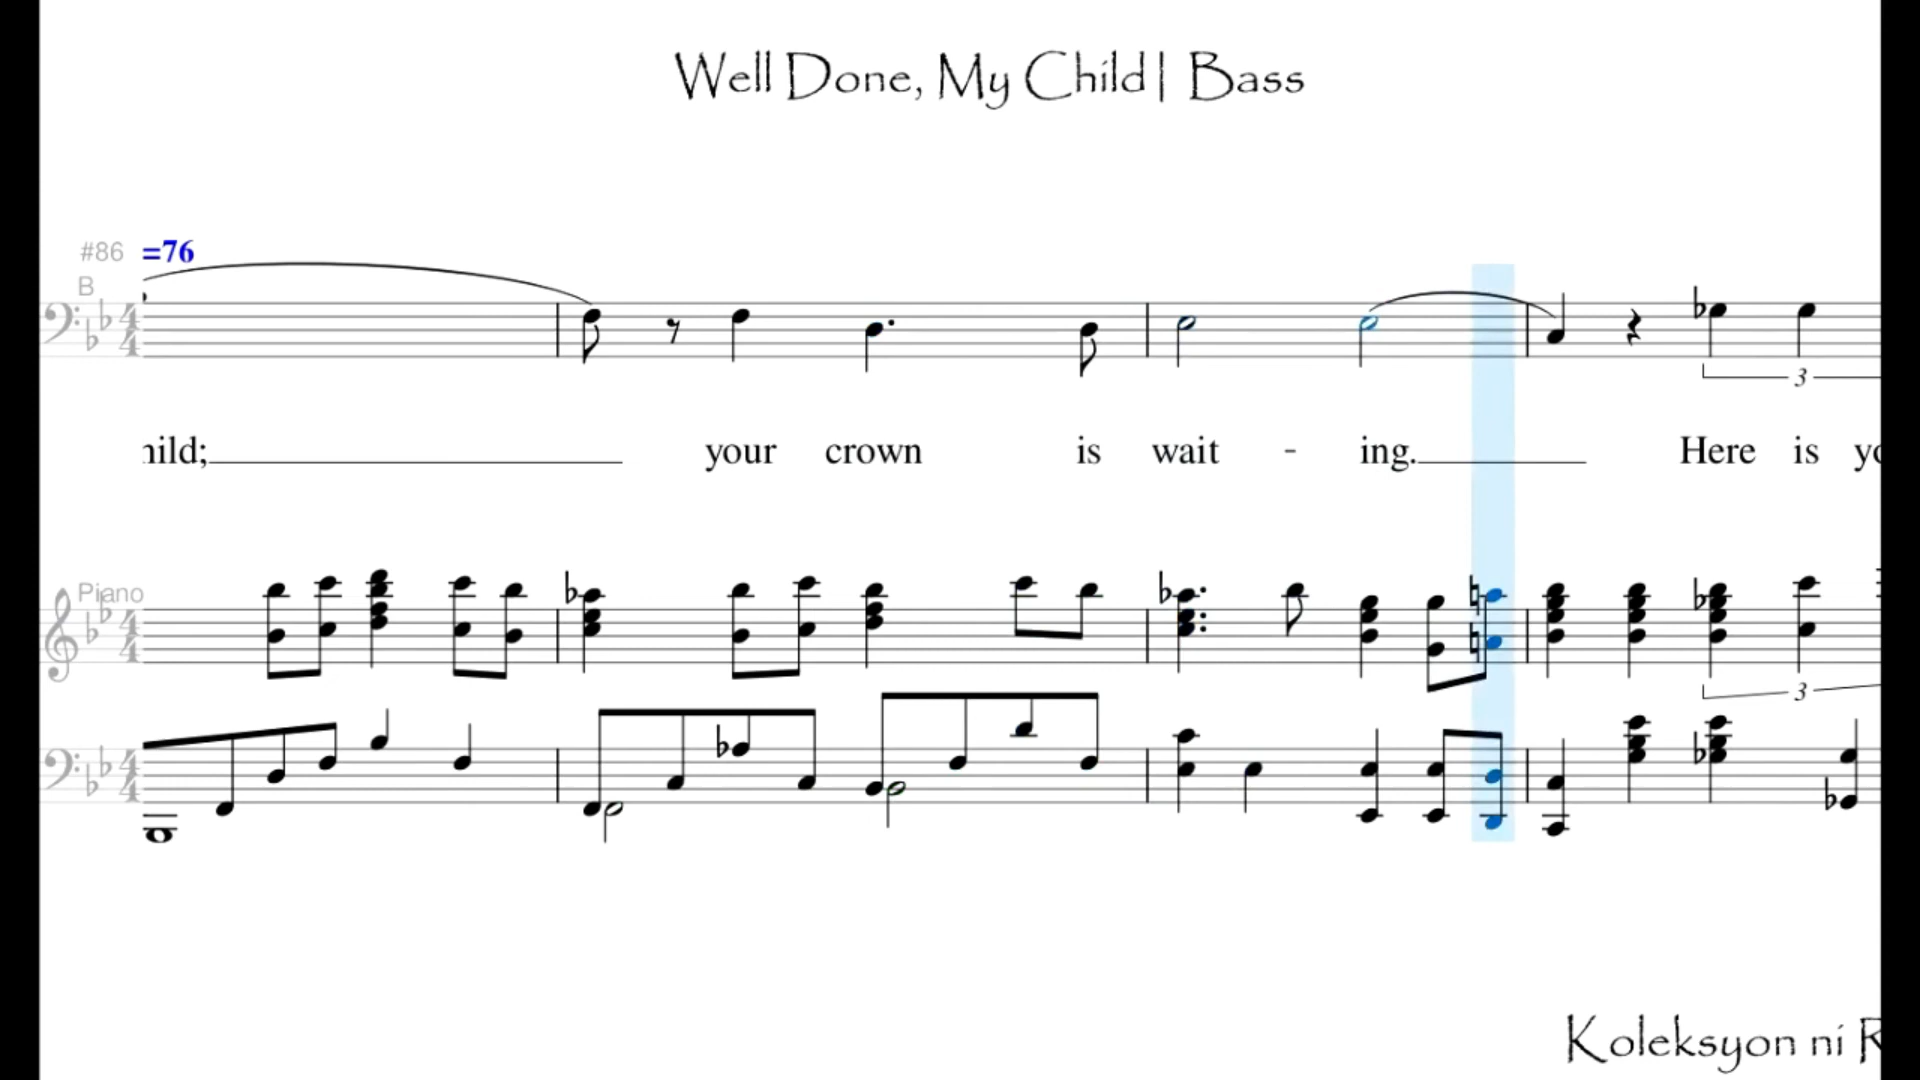 Well Done, My Child | Bass
#86 =76
B
your crown is wait - ing. Here is
Piano
3
3
Koleksyon ni